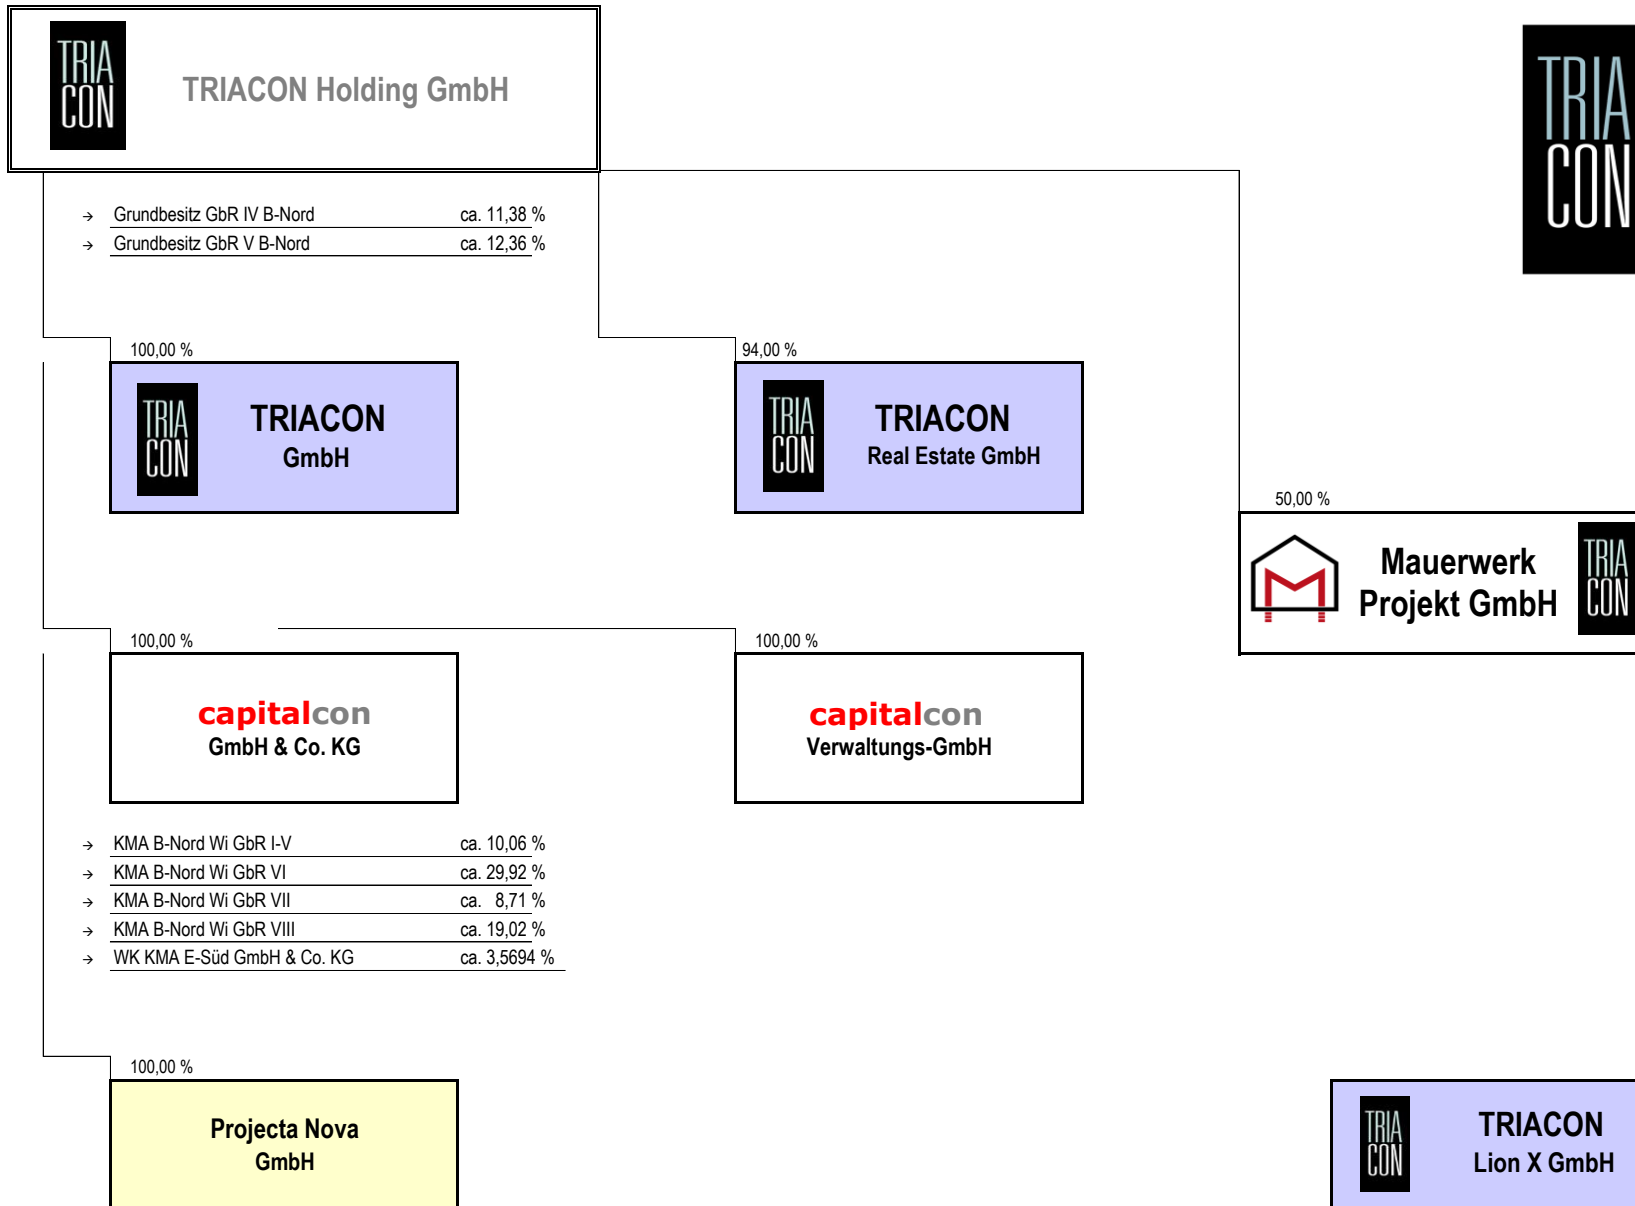 TRIA
CON
TRIACON Holding GmbH
TRIA
CON
→ Grundbesitz GbR IV B-Nord ca. 11,38 %
→ Grundbesitz GbR V B-Nord ca. 12,36 %
100,00 %
94,00 %
TRIA
CON
TRIACON
GmbH
TRIA
CON
TRIACON
Real Estate GmbH
50,00 %
Mauerwerk
Projekt GmbH
TRIA
CON
100,00 %
100,00 %
capitalcon
GmbH & Co. KG
capitalcon
Verwaltungs-GmbH
→ KMA B-Nord Wi GbR I-V ca. 10,06 %
→ KMA B-Nord Wi GbR VI ca. 29,92 %
→ KMA B-Nord Wi GbR VII ca. 8,71 %
→ KMA B-Nord Wi GbR VIII ca. 19,02 %
→ WK KMA E-Süd GmbH & Co. KG ca. 3,5694 %
100,00 %
Projecta Nova
GmbH
TRIA
CON
TRIACON
Lion X GmbH